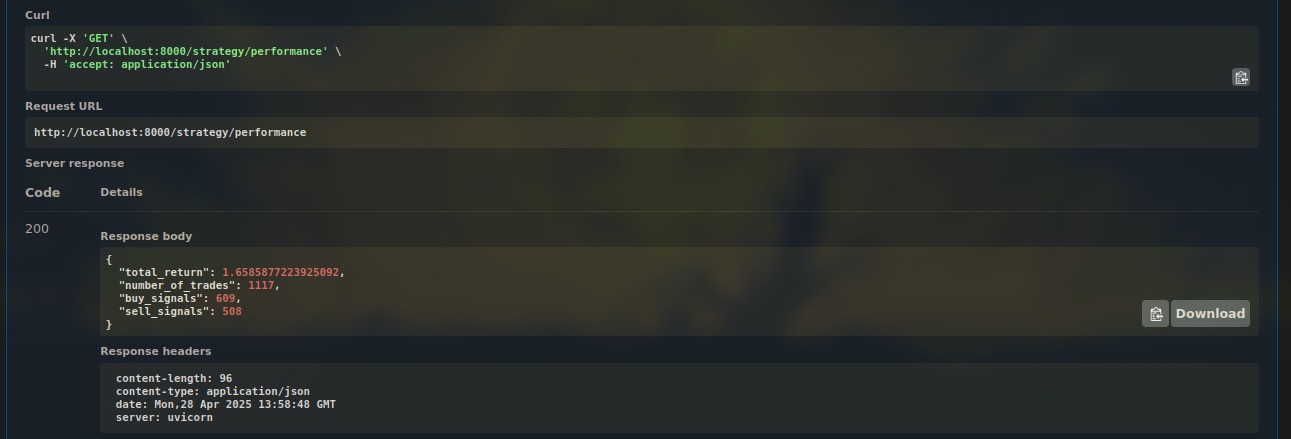 Curl
curl -X 'GET' \
'http://localhost:8000/strategy/performance' \
-H 'accept: application/json'
Request URL
http://localhost:8000/strategy/performance
Server response
Code Details
200
Response body
{
"total_return": 1.6585877223925092,
"number_of_trades": 1117,
"buy_signals": 609,
"sell_signals": 508
}
Download
Response headers
content-length: 96
content-type: application/json
date: Mon,28 Apr 2025 13:58:48 GMT
server: uvicorn